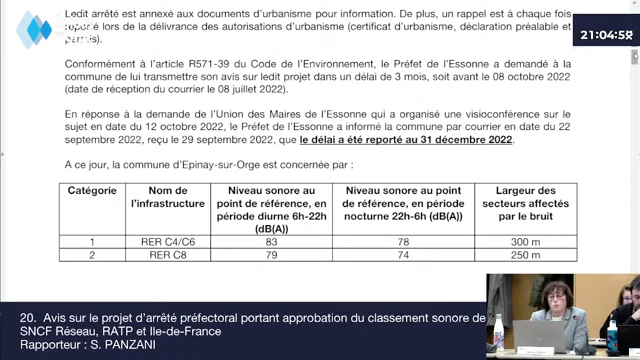 Ledit arrêté est annexé aux documents d'urbanisme pour information. De plus, un rappel est à chaque fois
reporté lors de la délivrance des autorisations d'urbanisme (certificat d'urbanisme, déclaration préalable et
permis).
Conformément à l'article R571-39 du Code de l'Environnement, le Préfet de l'Essonne a demandé à la
commune de lui transmettre son avis sur ledit projet dans un délai de 3 mois, soit avant le 08 octobre 2022
(date de réception du courrier le 08 juillet 2022).
En réponse à la demande de l'Union des Maires de l'Essonne qui a organisé une visioconférence sur le
sujet en date du 12 octobre 2022, le Préfet de l'Essonne a informé la commune par courrier en date du 22
septembre 2022, reçu le 29 septembre 2022, que le délai a été reporté au 31 décembre 2022.
A ce jour, la commune d'Epinay-sur-Orge est concernée par :
Catégorie Nom de l'infrastructure Niveau sonore au point de référence, en période diurne 6h-22h (dB(A)) Niveau sonore au point de référence, en période nocturne 22h-6h (dB(A)) Largeur des secteurs affectés par le bruit
1 RER C4/C6 83 78 300 m
2 RER C8 79 74 250 m
20. Avis sur le projet d'arrêté préfectoral portant approbation du classement sonore de
SNCF Réseau, RATP et Ile-de-France
Rapporteur : S. PANZANI